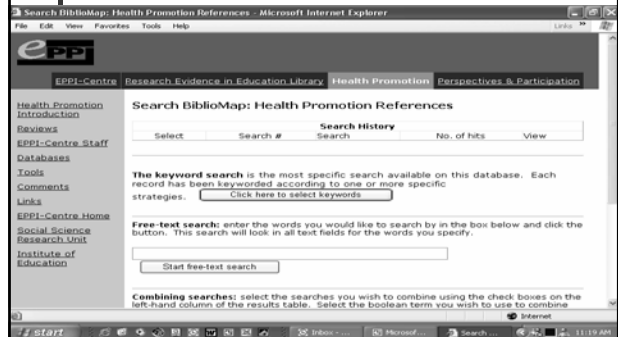 Search BiblioMap: Health Promotion References - Microsoft Internet Explorer
File Edit View Favorites Tools Help Links »
eppi
EPPI-Centre Research Evidence in Education Library Health Promotion Perspectives & Participation
Health Promotion
Introduction
Reviews
EPPI-Centre Staff
Databases
Tools
Comments
Links
EPPI-Centre Home
Social Science
Research Unit
Institute of
Education
Search BiblioMap: Health Promotion References
Search History
Select Search # Search No. of hits View
The keyword search is the most specific search available on this database. Each
record has been keyworded according to one or more specific
strategies. Click here to select keywords
Free-text search: enter the words you would like to search by in the box below and click the
button. This search will look in all text fields for the words you specify.
Start free-text search
Combining searches: select the searches you wish to combine using the check boxes on the
left-hand column of the results table. Select the boolean term you wish to use to combine
Internet
start Inbox - ... Microsof... Search ... 11:19 AM